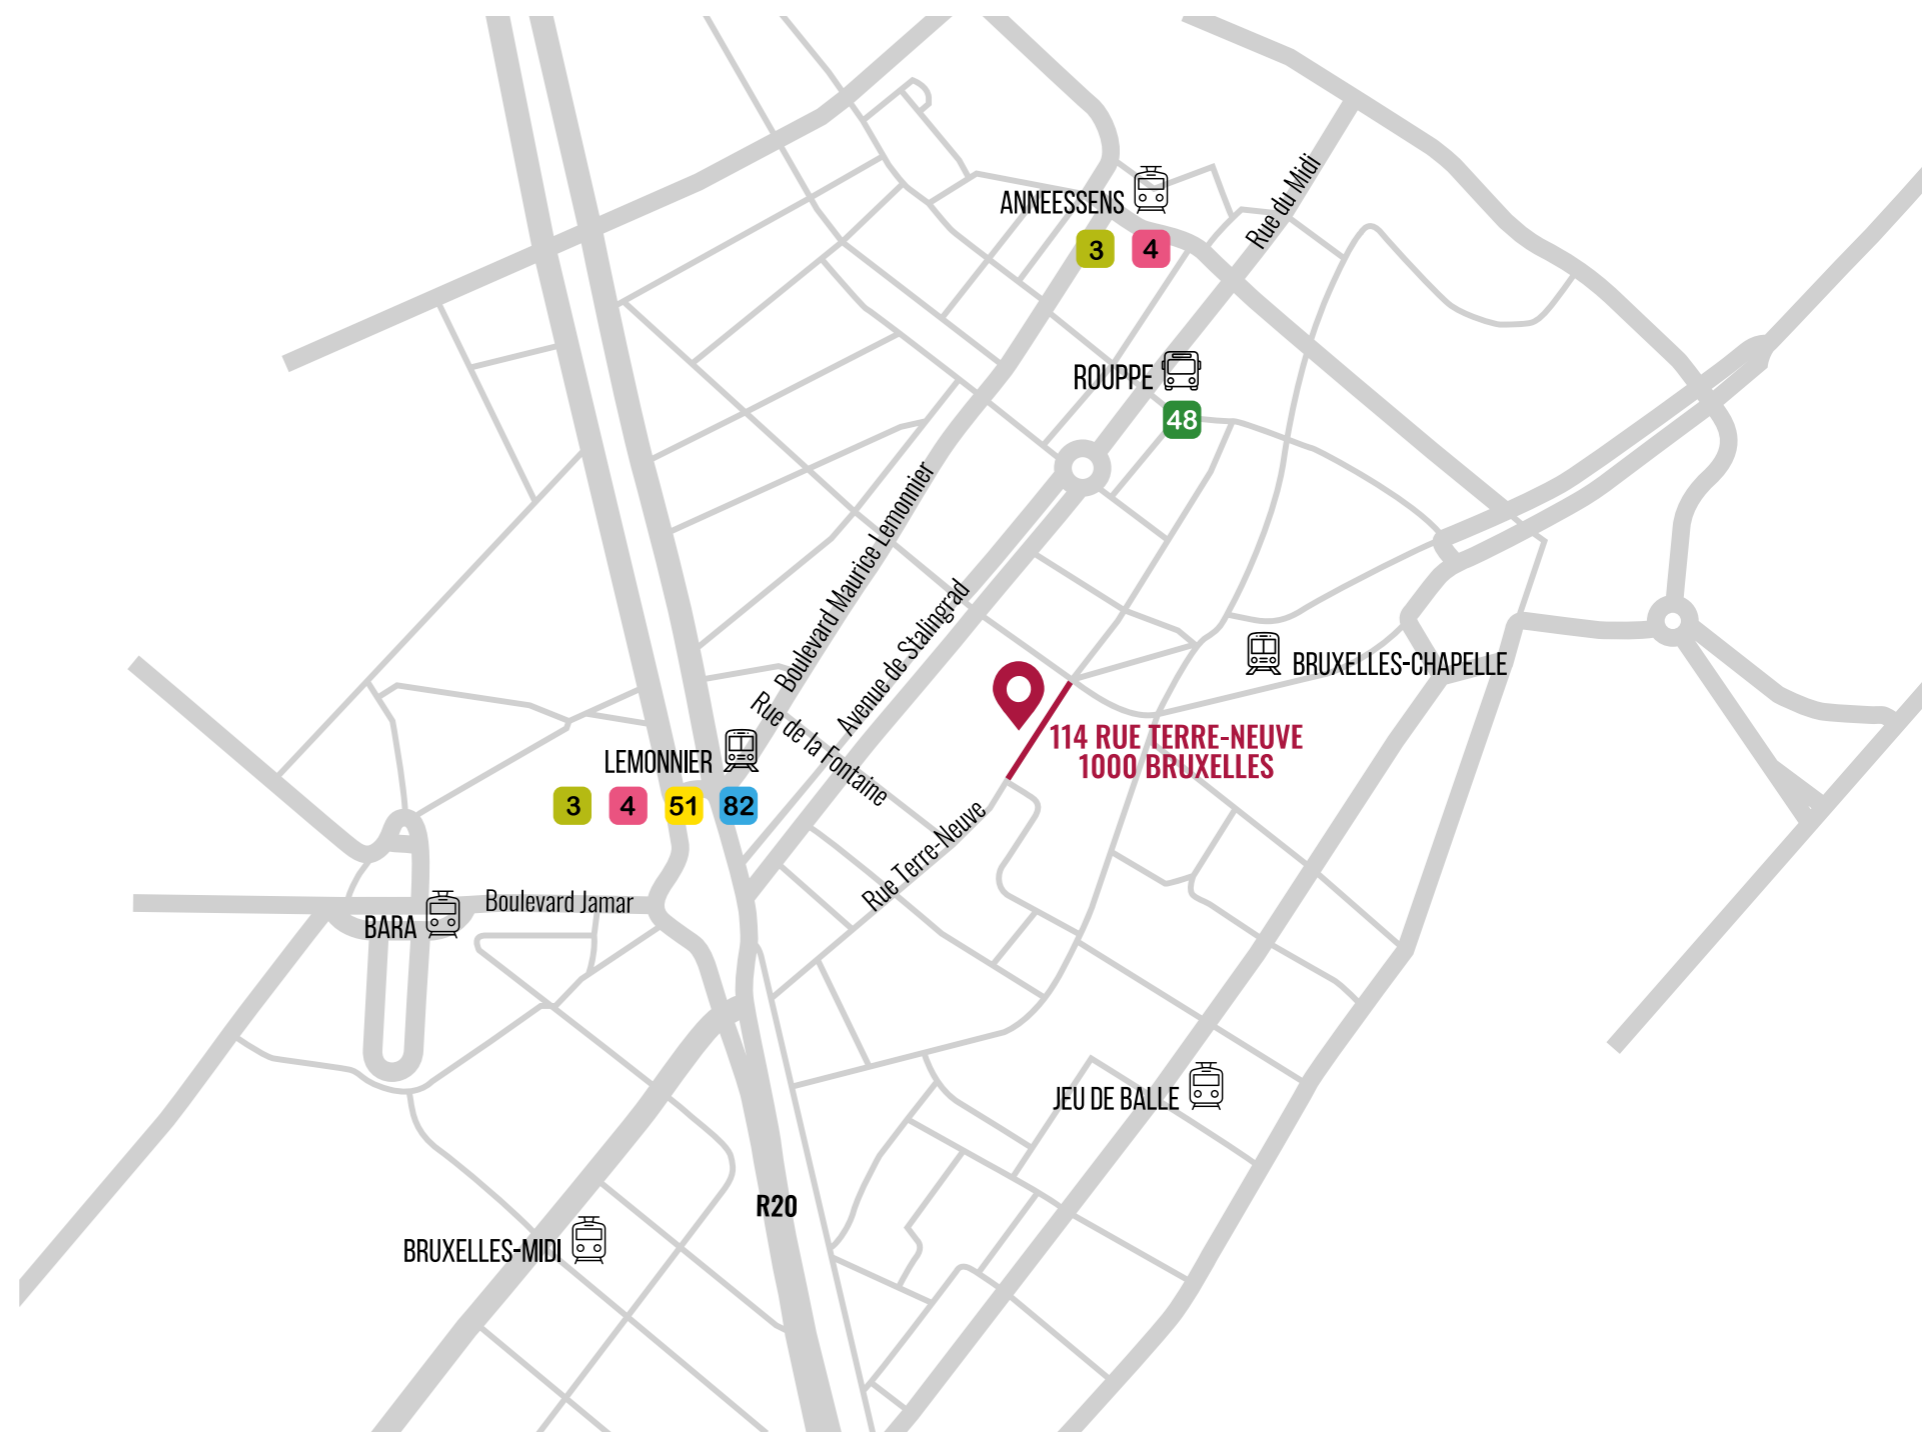 Rue du Midi
ANNEESSENS
3 4
ROUPPE
48
Boulevard Maurice Lemonnier
Avenue de Stalingrad
BRUXELLES-CHAPELLE
Rue de la Fontaine
114 RUE TERRE-NEUVE
1000 BRUXELLES
LEMONNIER
3 4 51 82
Rue Terre-Neuve
Boulevard Jamar
BARA
JEU DE BALLE
R20
BRUXELLES-MIDI